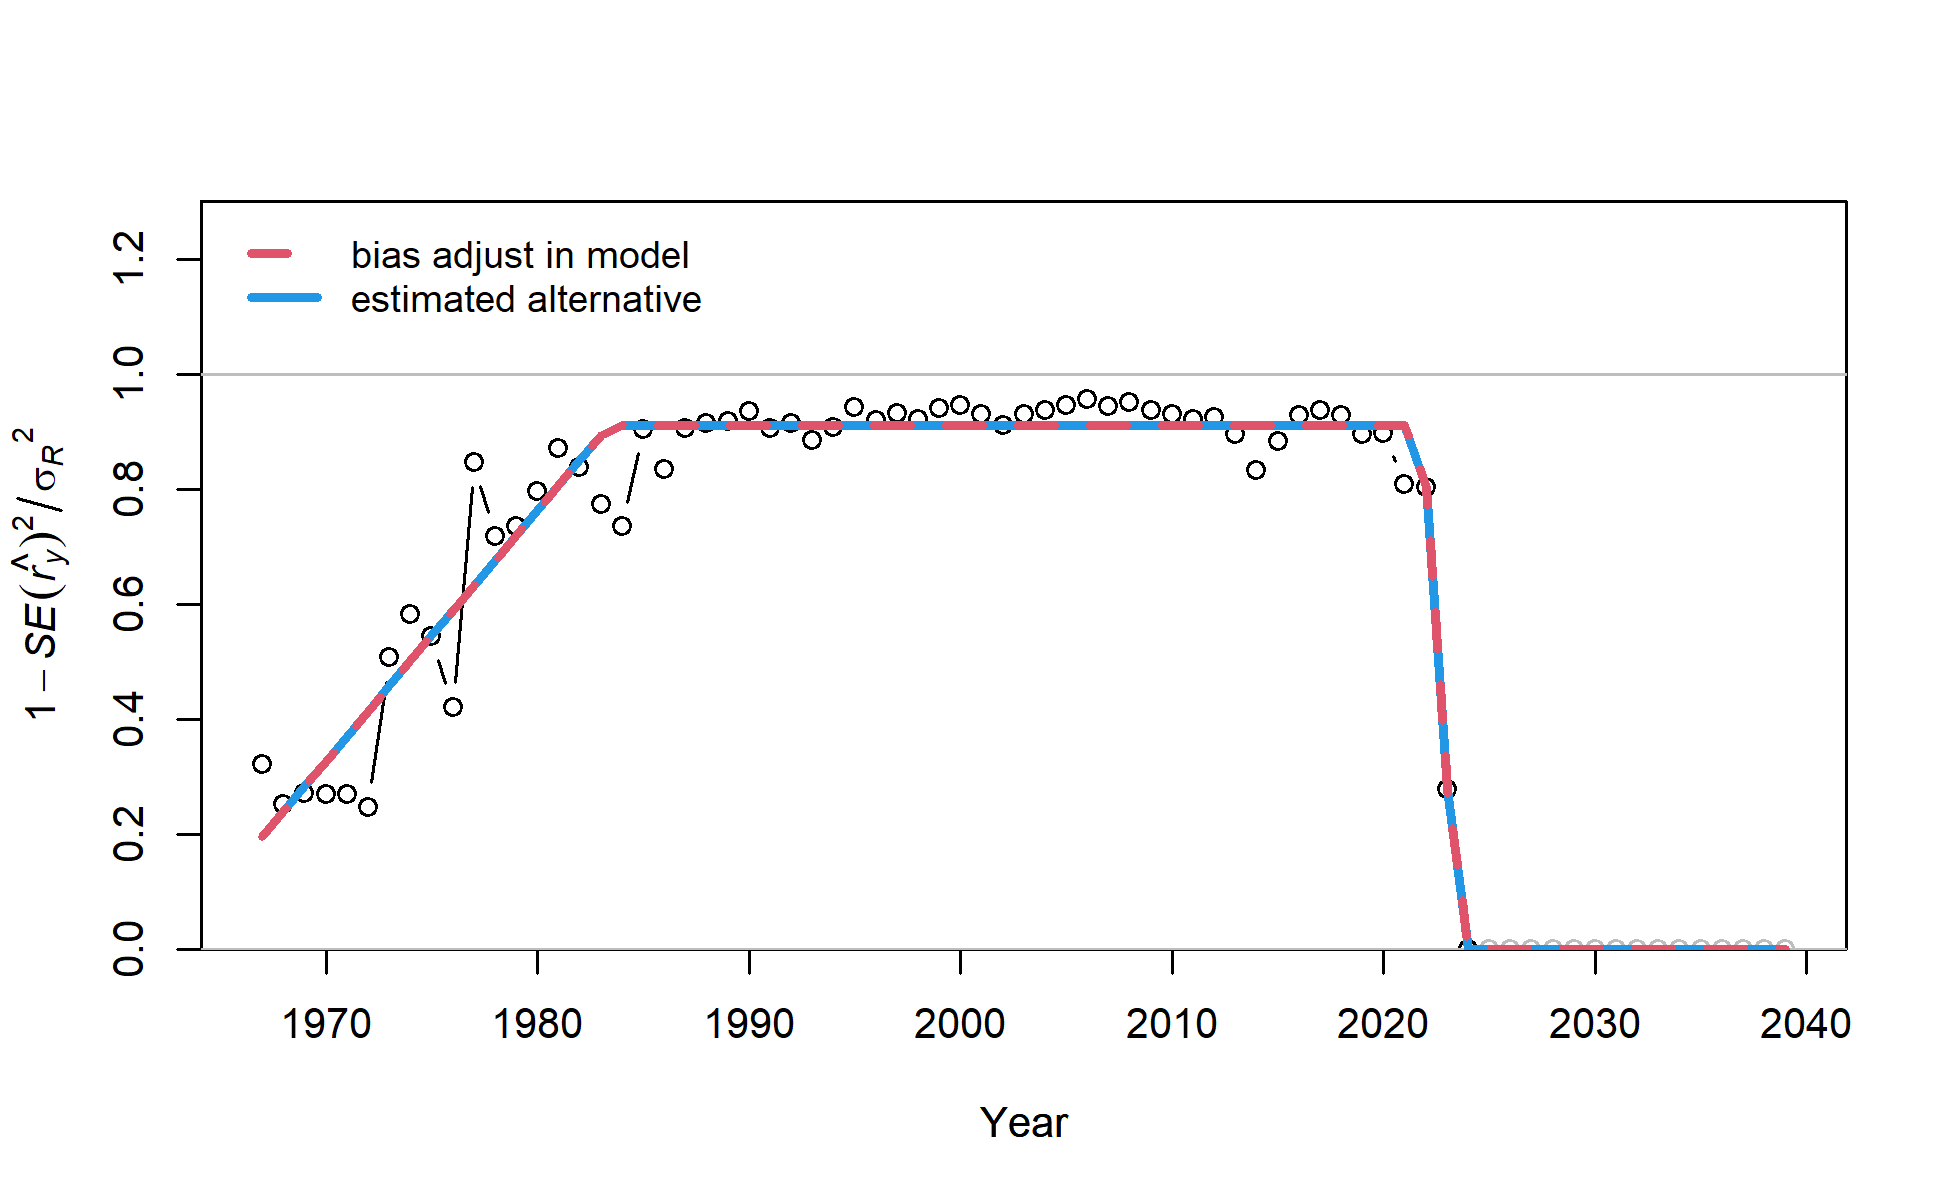 bias adjust in model
estimated alternative
1.2
1.0
0.8
0.6
0.4
0.2
0.0
1 − SE(r̂y)² / σR²
1970 1980 1990 2000 2010 2020 2030 2040
Year